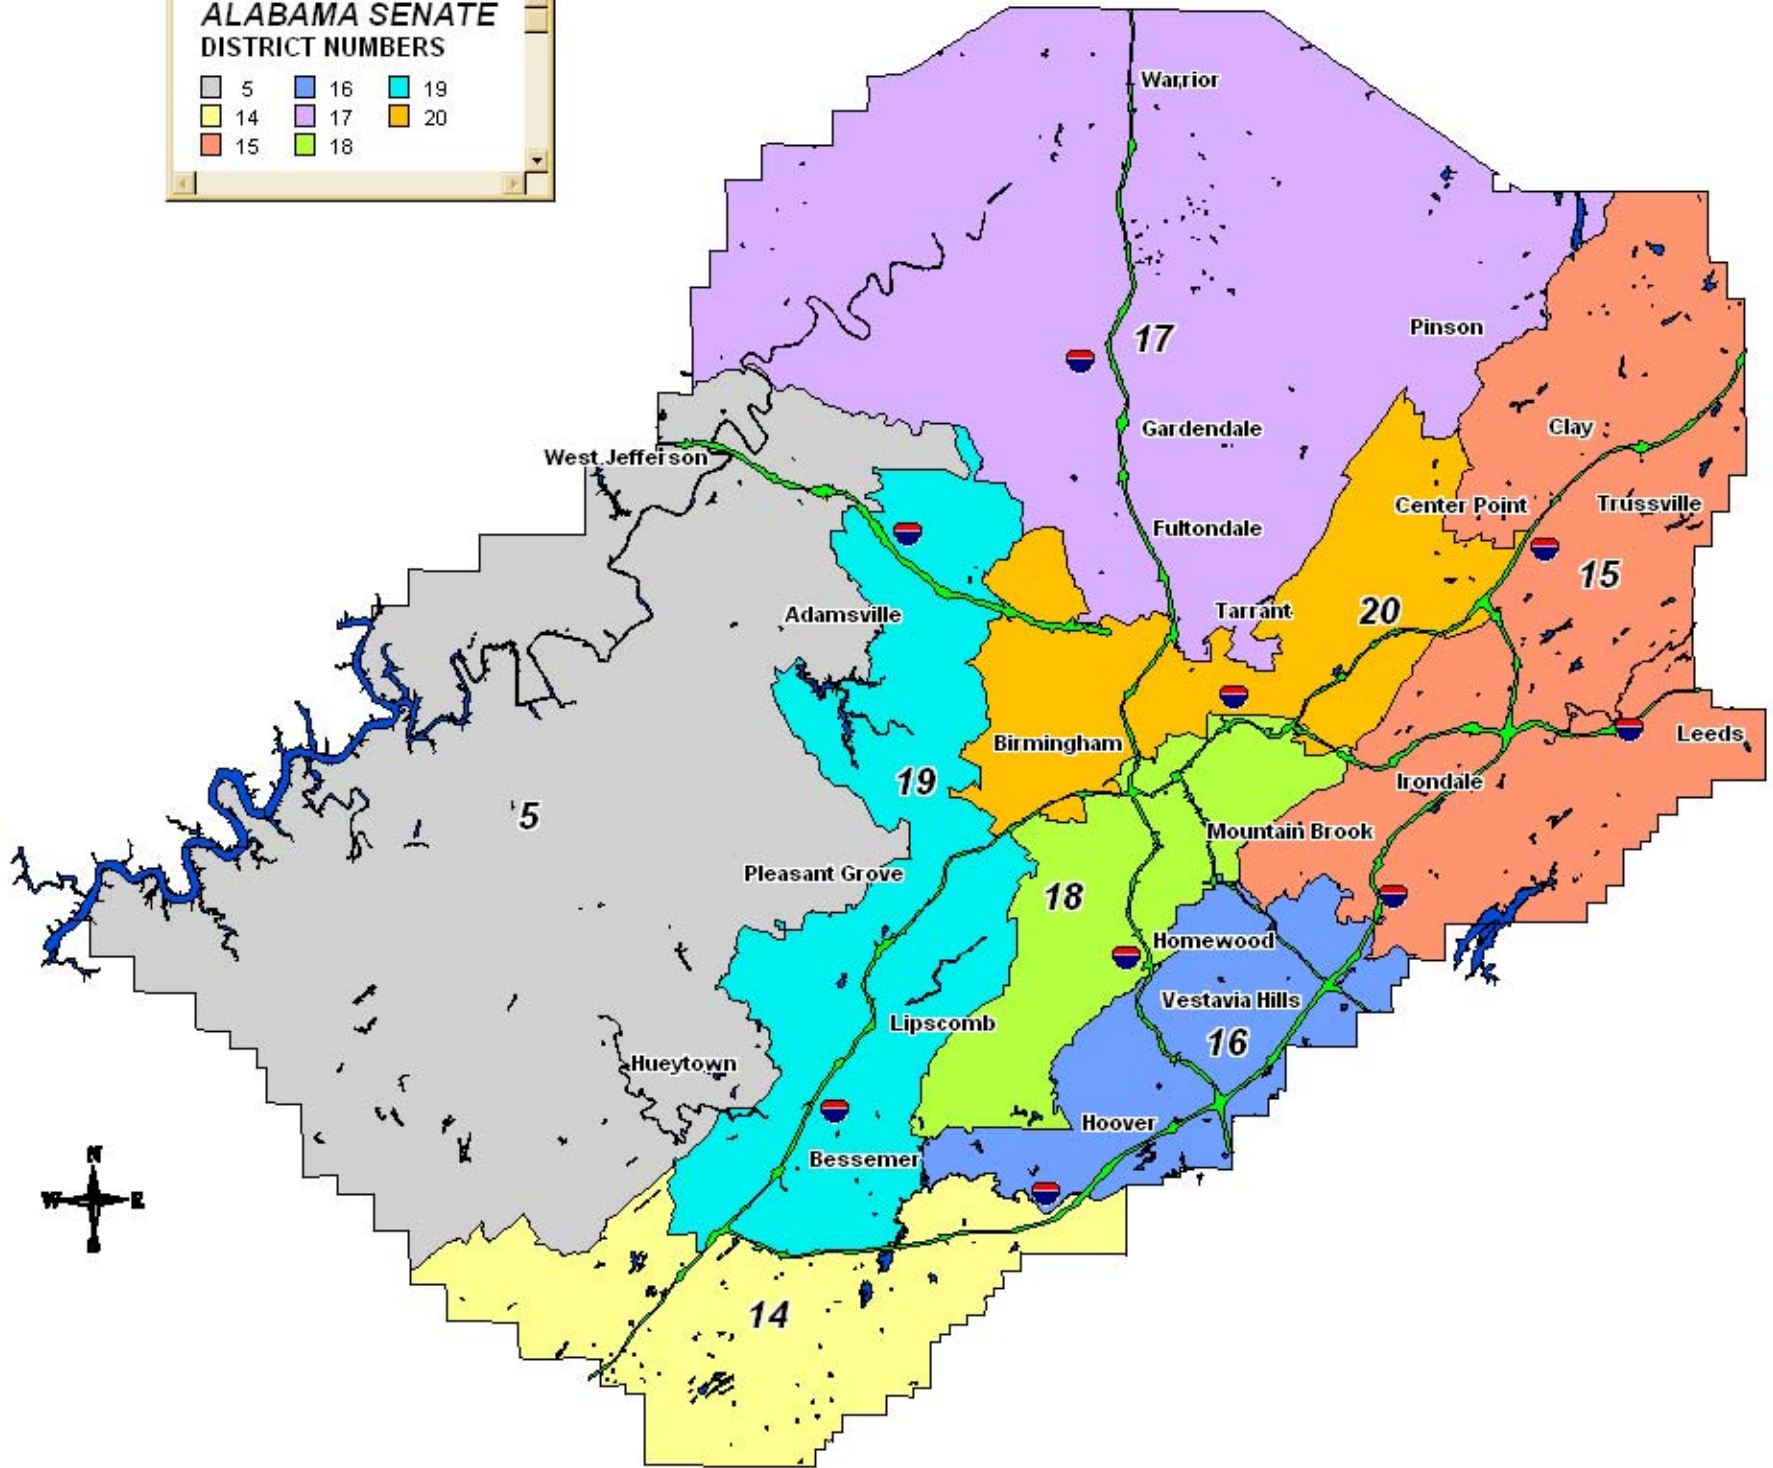 ALABAMA SENATE
DISTRICT NUMBERS
5 16 19
14 17 20
15 18
Warrior
Pinson
17
Gardendale
Clay
West Jefferson
Center Point
Trussville
Fultondale
15
Adamsville
Tarrant
20
Birmingham
Leeds
19
Irondale
5
Mountain Brook
Pleasant Grove
18
Homewood
Vestavia Hills
Lipscomb
16
Hueytown
Hoover
N
Bessemer
W E
S
14